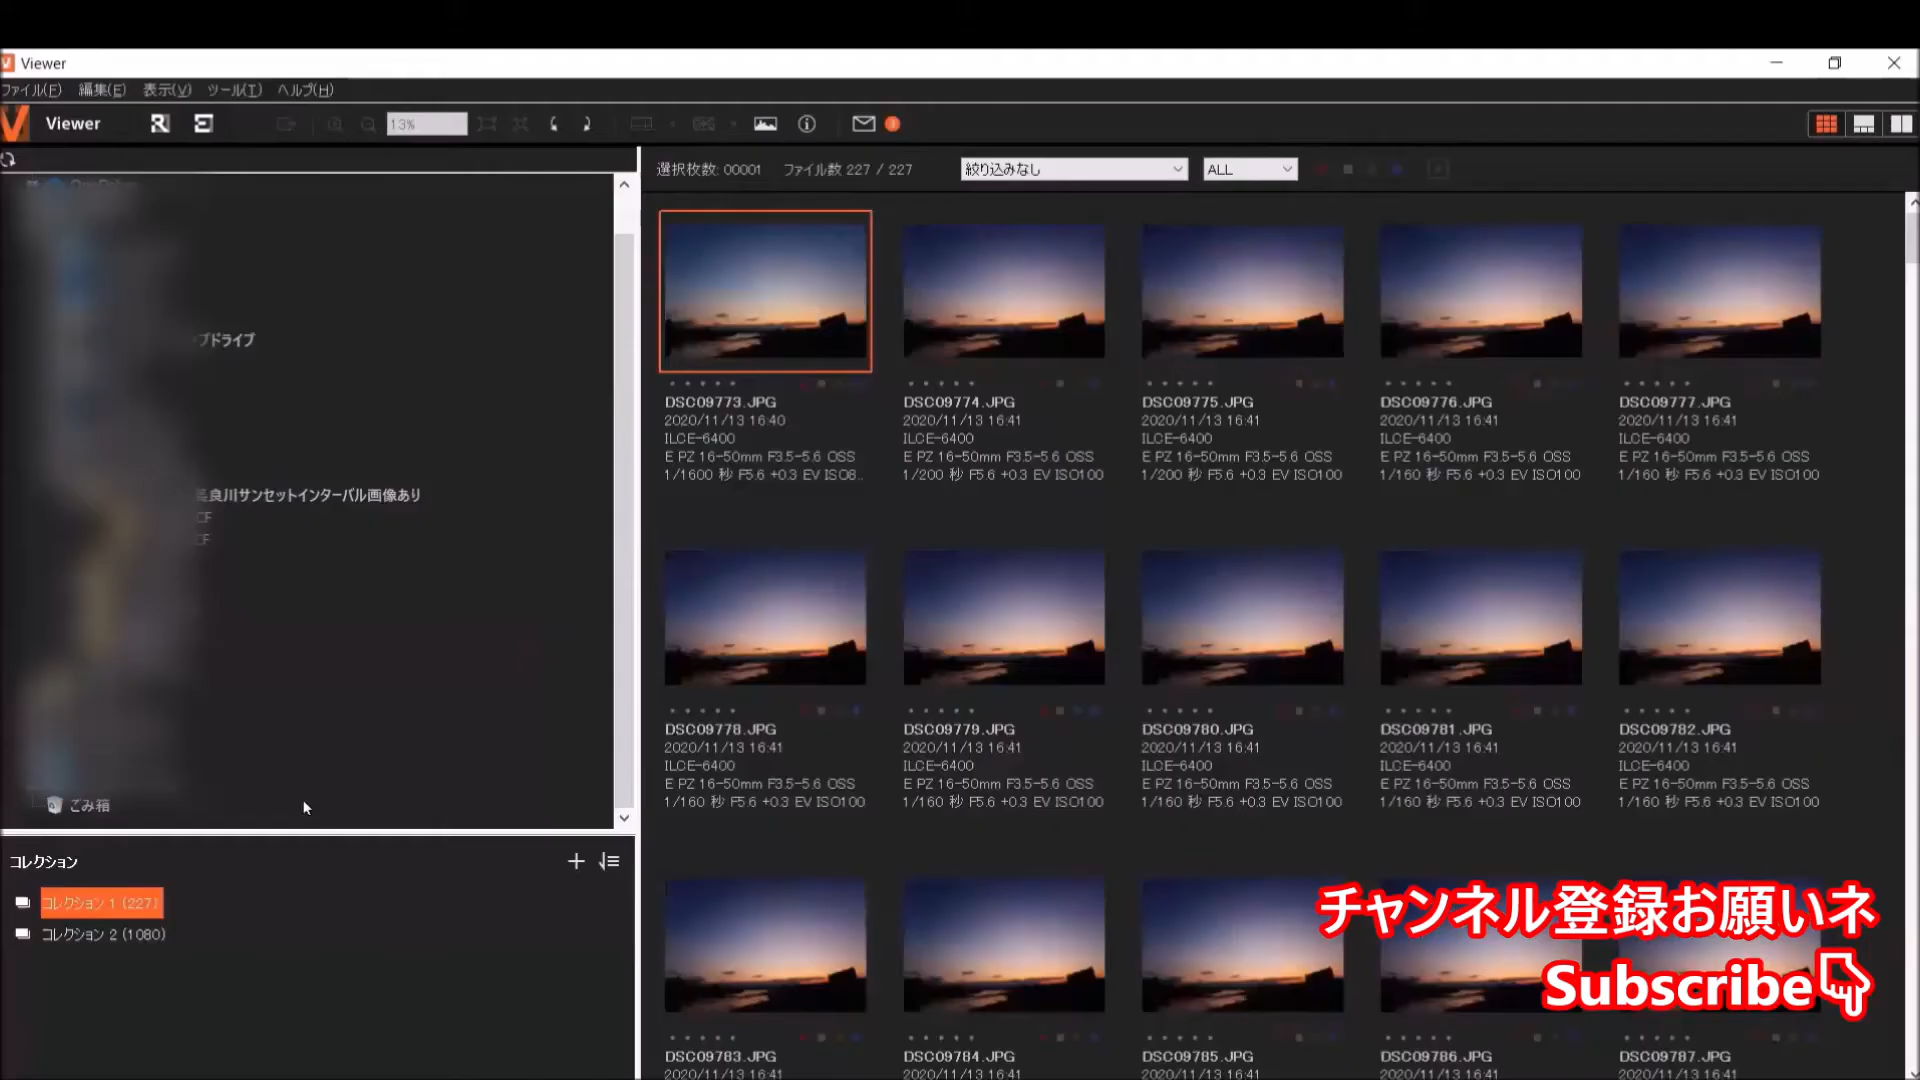 Viewer
ファイル(F) 編集(E) 表示(V) ツール(T) ヘルプ(H)
Viewer 13%
選択枚数: 00001 ファイル数 227 / 227 絞り込みなし ALL
ブドライブ
良川サンセットインターバル画像あり
CF
CF
ごみ箱
コレクション
コレクション 1 (227)
コレクション 2 (1080)
DSC09773.JPG
2020/11/13 16:40
ILCE-6400
E PZ 16-50mm F3.5-5.6 OSS
1/1600 秒 F5.6 +0.3 EV ISO8..
DSC09774.JPG
2020/11/13 16:41
ILCE-6400
E PZ 16-50mm F3.5-5.6 OSS
1/200 秒 F5.6 +0.3 EV ISO100
DSC09775.JPG
2020/11/13 16:41
ILCE-6400
E PZ 16-50mm F3.5-5.6 OSS
1/200 秒 F5.6 +0.3 EV ISO100
DSC09776.JPG
2020/11/13 16:41
ILCE-6400
E PZ 16-50mm F3.5-5.6 OSS
1/160 秒 F5.6 +0.3 EV ISO100
DSC09777.JPG
2020/11/13 16:41
ILCE-6400
E PZ 16-50mm F3.5-5.6 OSS
1/160 秒 F5.6 +0.3 EV ISO100
DSC09778.JPG
2020/11/13 16:41
ILCE-6400
E PZ 16-50mm F3.5-5.6 OSS
1/160 秒 F5.6 +0.3 EV ISO100
DSC09779.JPG
2020/11/13 16:41
ILCE-6400
E PZ 16-50mm F3.5-5.6 OSS
1/160 秒 F5.6 +0.3 EV ISO100
DSC09780.JPG
2020/11/13 16:41
ILCE-6400
E PZ 16-50mm F3.5-5.6 OSS
1/160 秒 F5.6 +0.3 EV ISO100
DSC09781.JPG
2020/11/13 16:41
ILCE-6400
E PZ 16-50mm F3.5-5.6 OSS
1/160 秒 F5.6 +0.3 EV ISO100
DSC09782.JPG
2020/11/13 16:41
ILCE-6400
E PZ 16-50mm F3.5-5.6 OSS
1/160 秒 F5.6 +0.3 EV ISO100
DSC09783.JPG
2020/11/13 16:41
DSC09784.JPG
2020/11/13 16:41
DSC09785.JPG
2020/11/13 16:41
DSC09786.JPG
2020/11/13 16:41
DSC09787.JPG
2020/11/13 16:41
チャンネル登録お願いネ
Subscribe